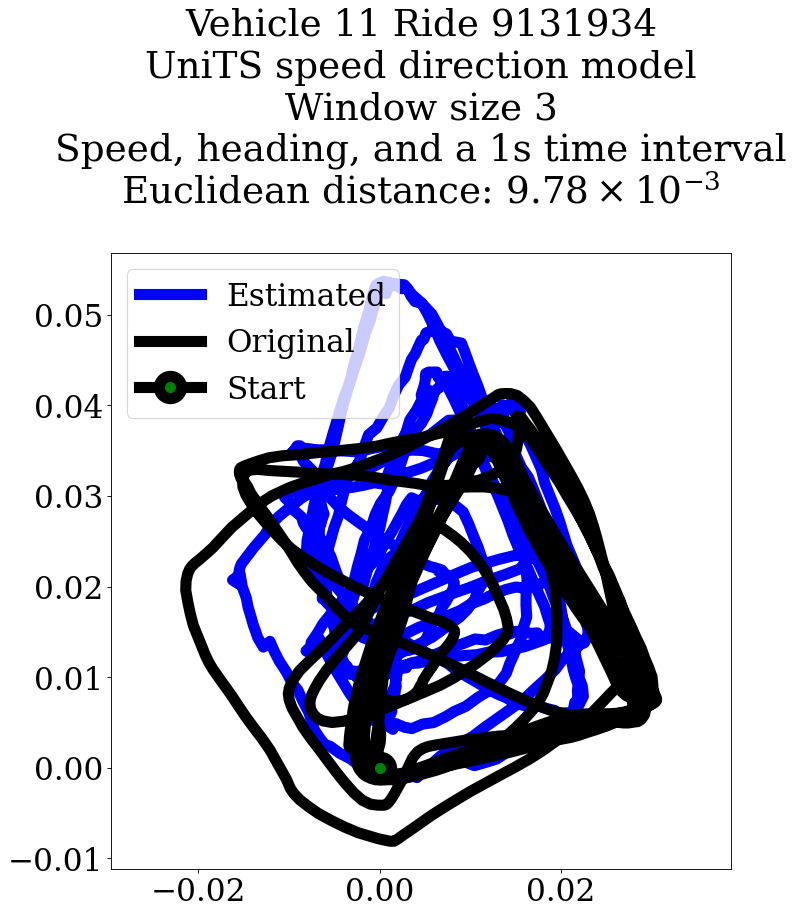 Vehicle 11 Ride 9131934
UniTS speed direction model
Window size 3
Speed, heading, and a 1s time interval
Euclidean distance: 9.78 × 10⁻³
Estimated
Original
Start
0.05
0.04
0.03
0.02
0.01
0.00
−0.01
−0.02 0.00 0.02